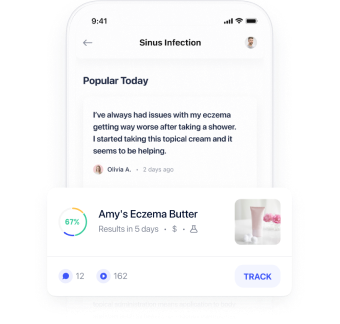 9:41
Sinus Infection
Popular Today
I've always had issues with my eczema
getting way worse after taking a shower.
I started taking this topical cream and it
seems to be helping.
Olivia A. • 2 days ago
67%
Amy's Eczema Butter
Results in 5 days • $ •
12 162 TRACK